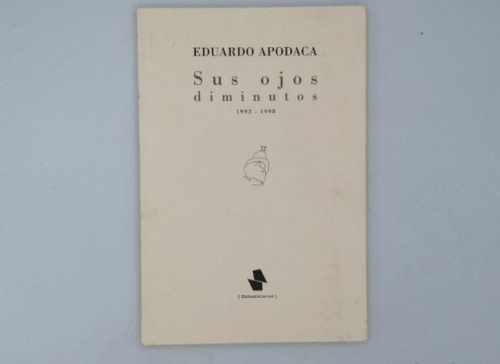 EDUARDO APODACA
Sus ojos
diminutos
1992 - 1998